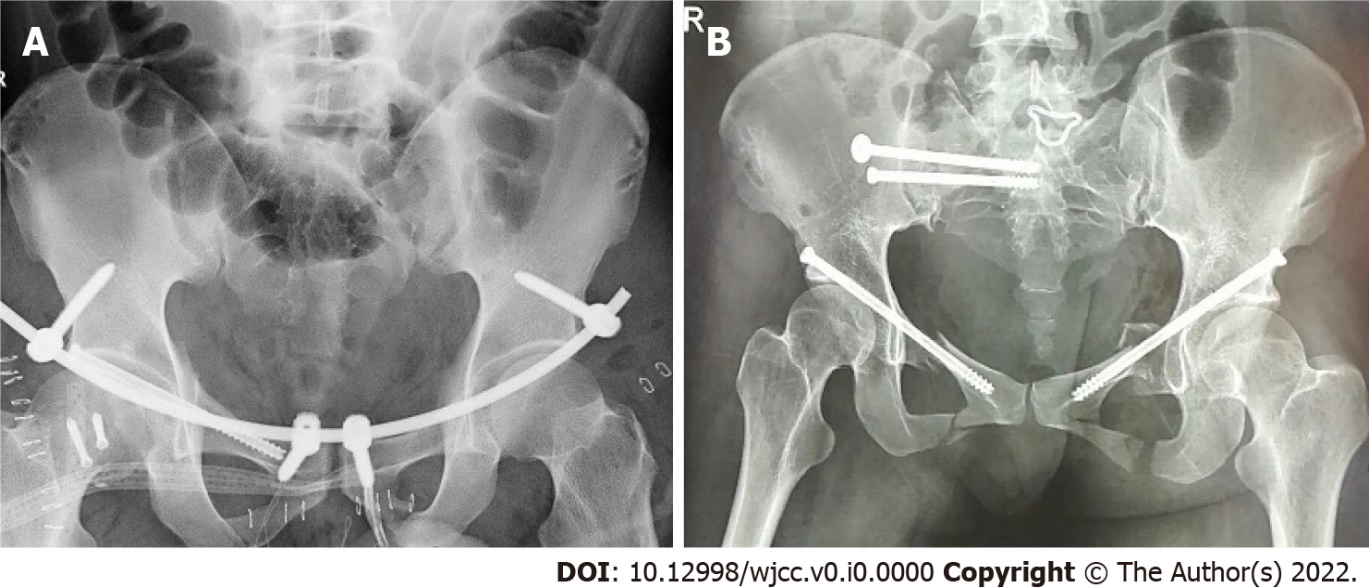 A
R
R
B
DOI: 10.12998/wjcc.v0.i0.0000 Copyright © The Author(s) 2022.